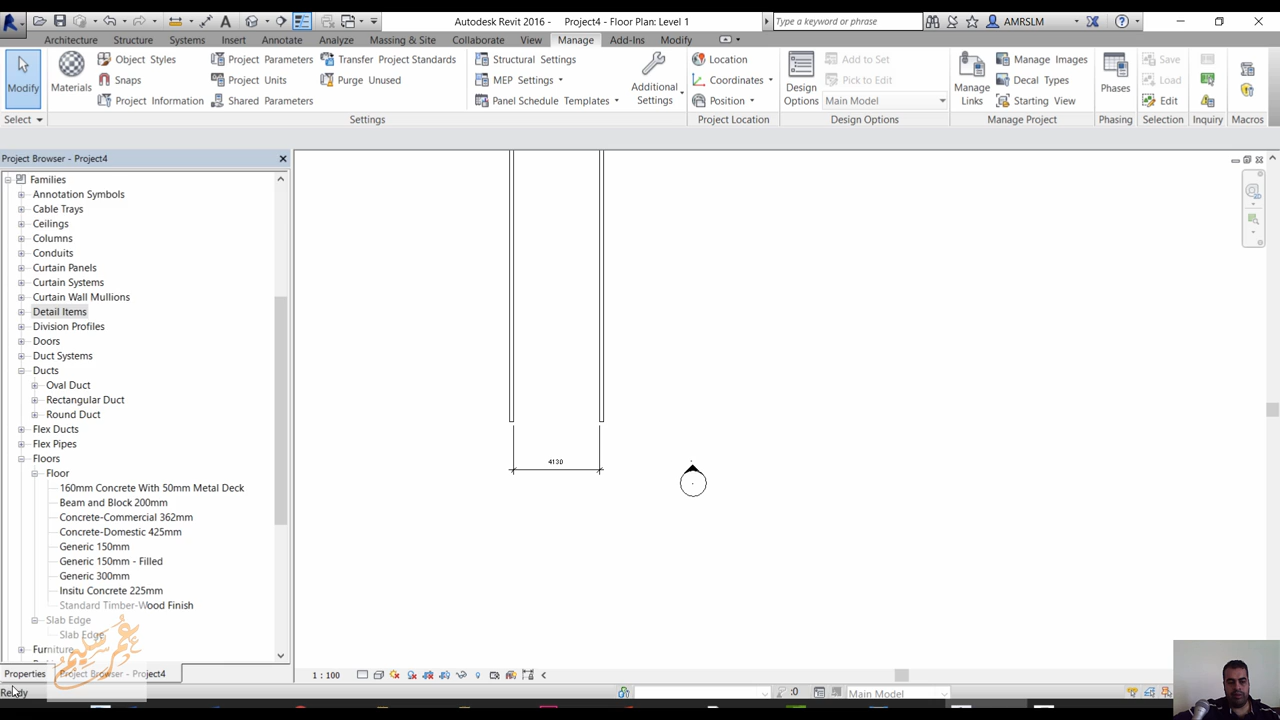 Autodesk Revit 2016 - Project4 - Floor Plan: Level 1
Type a keyword or phrase
AMRSLM
Architecture Structure Systems Insert Annotate Analyze Massing & Site Collaborate View Manage Add-Ins Modify
Modify
Select
Materials
Object Styles
Snaps
Project Information
Project Parameters
Project Units
Shared Parameters
Transfer Project Standards
Purge Unused
Structural Settings
MEP Settings
Panel Schedule Templates
Additional Settings
Settings
Location
Coordinates
Position
Project Location
Design Options
Add to Set
Pick to Edit
Main Model
Design Options
Manage Links
Manage Images
Decal Types
Starting View
Manage Project
Phases
Phasing
Save
Load
Edit
Selection
Inquiry
Macros
Project Browser - Project4
Families
Annotation Symbols
Cable Trays
Ceilings
Columns
Conduits
Curtain Panels
Curtain Systems
Curtain Wall Mullions
Detail Items
Division Profiles
Doors
Duct Systems
Ducts
Oval Duct
Rectangular Duct
Round Duct
Flex Ducts
Flex Pipes
Floors
Floor
160mm Concrete With 50mm Metal Deck
Beam and Block 200mm
Concrete-Commercial 362mm
Concrete-Domestic 425mm
Generic 150mm
Generic 150mm - Filled
Generic 300mm
Insitu Concrete 225mm
Standard Timber-Wood Finish
Slab Edge
Slab Edge
Furniture
4130
Properties
Project Browser - Project4
1 : 100
Ready
:0
Main Model
عمر سليم